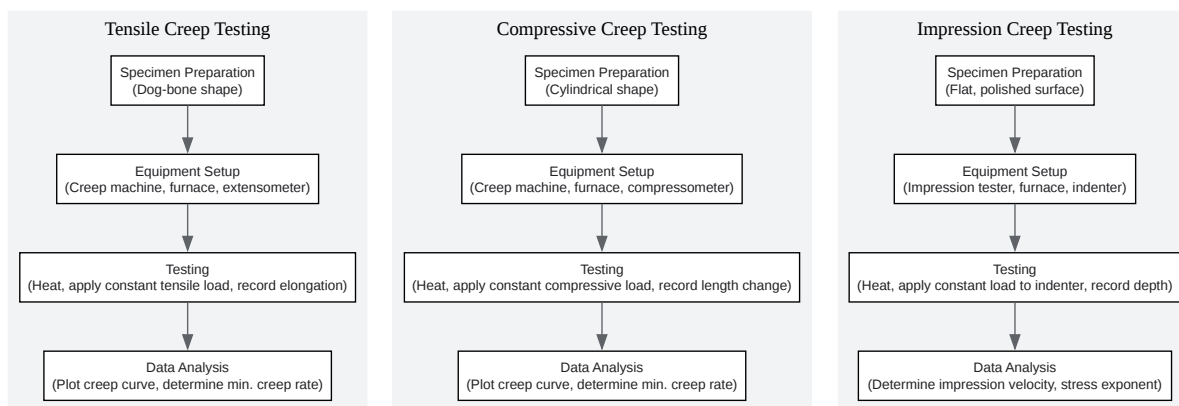 Tensile Creep Testing
Specimen Preparation
(Dog-bone shape)
Equipment Setup
(Creep machine, furnace, extensometer)
Testing
(Heat, apply constant tensile load, record elongation)
Data Analysis
(Plot creep curve, determine min. creep rate)
Compressive Creep Testing
Specimen Preparation
(Cylindrical shape)
Equipment Setup
(Creep machine, furnace, compressometer)
Testing
(Heat, apply constant compressive load, record length change)
Data Analysis
(Plot creep curve, determine min. creep rate)
Impression Creep Testing
Specimen Preparation
(Flat, polished surface)
Equipment Setup
(Impression tester, furnace, indenter)
Testing
(Heat, apply constant load to indenter, record depth)
Data Analysis
(Determine impression velocity, stress exponent)